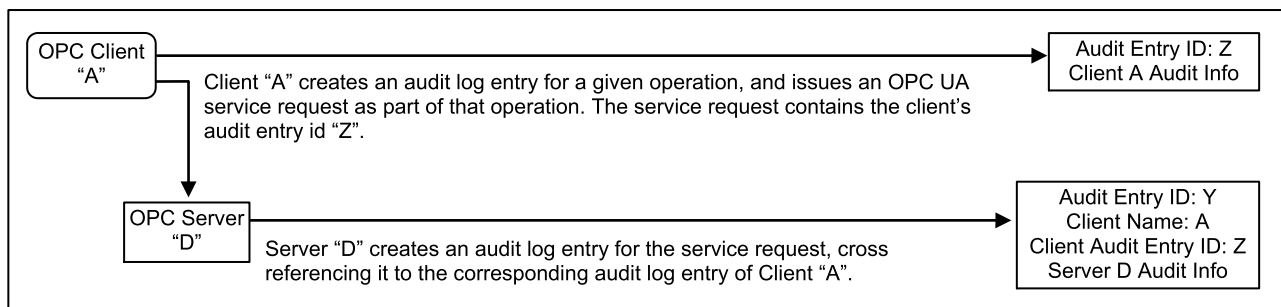 OPC Client
“A”
Audit Entry ID: Z
Client A Audit Info
Client “A” creates an audit log entry for a given operation, and issues an OPC UA
service request as part of that operation. The service request contains the client’s
audit entry id “Z”.
OPC Server
“D”
Audit Entry ID: Y
Client Name: A
Client Audit Entry ID: Z
Server D Audit Info
Server “D” creates an audit log entry for the service request, cross
referencing it to the corresponding audit log entry of Client “A”.